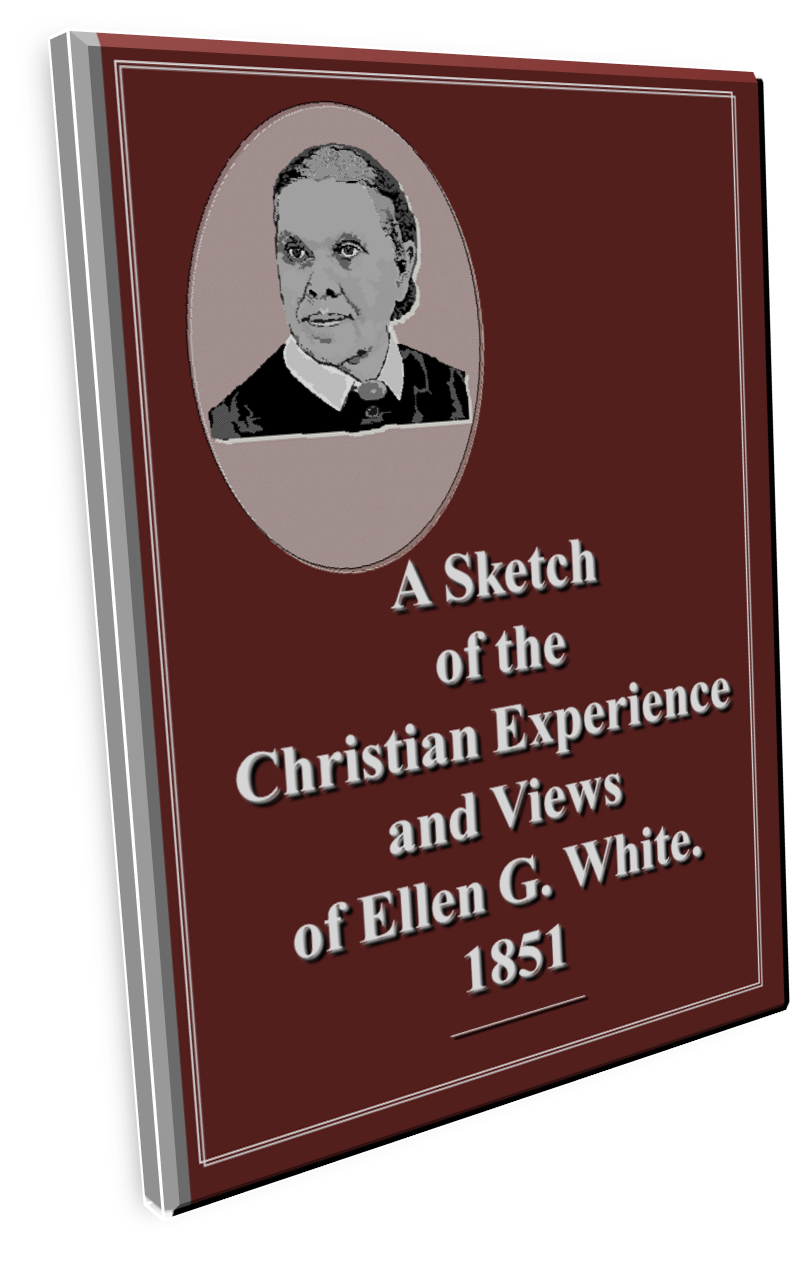 A Sketch
of the
Christian Experience
and Views
of Ellen G. White.
1851